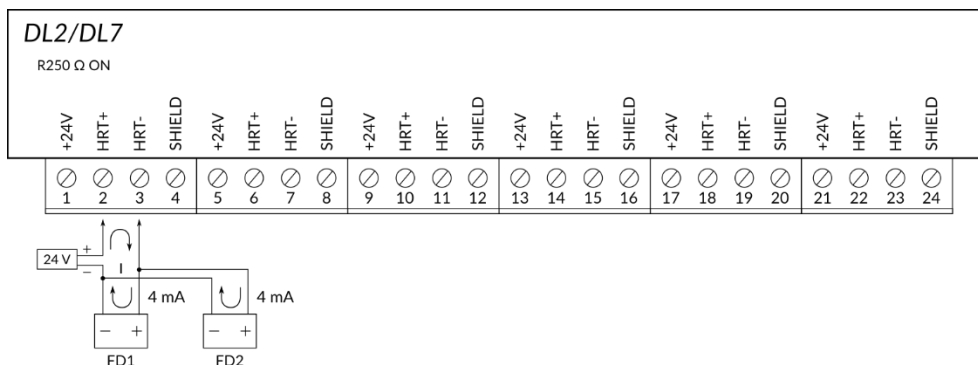 DL2/DL7
R250 Ω ON
+24V HRT+ HRT- SHIELD +24V HRT+ HRT- SHIELD +24V HRT+ HRT- SHIELD +24V HRT+ HRT- SHIELD +24V HRT+ HRT- SHIELD +24V HRT+ HRT- SHIELD
1 2 3 4 5 6 7 8 9 10 11 12 13 14 15 16 17 18 19 20 21 22 23 24
+
24 V
− I
4 mA 4 mA
− + − +
FD1 FD2